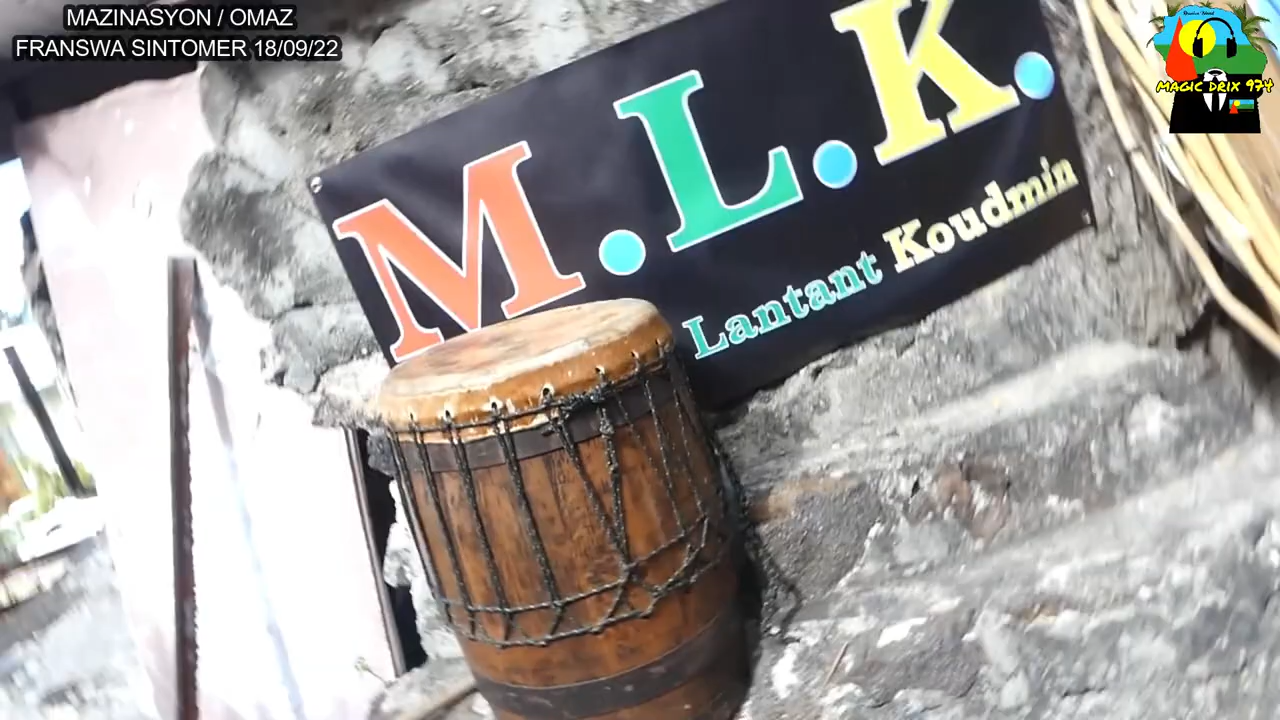 MAZINASYON / OMAZ
FRANSWA SINTOMER 18/09/22
M.L.K.
Lantant Koudmin
MAGIC DRIX 974